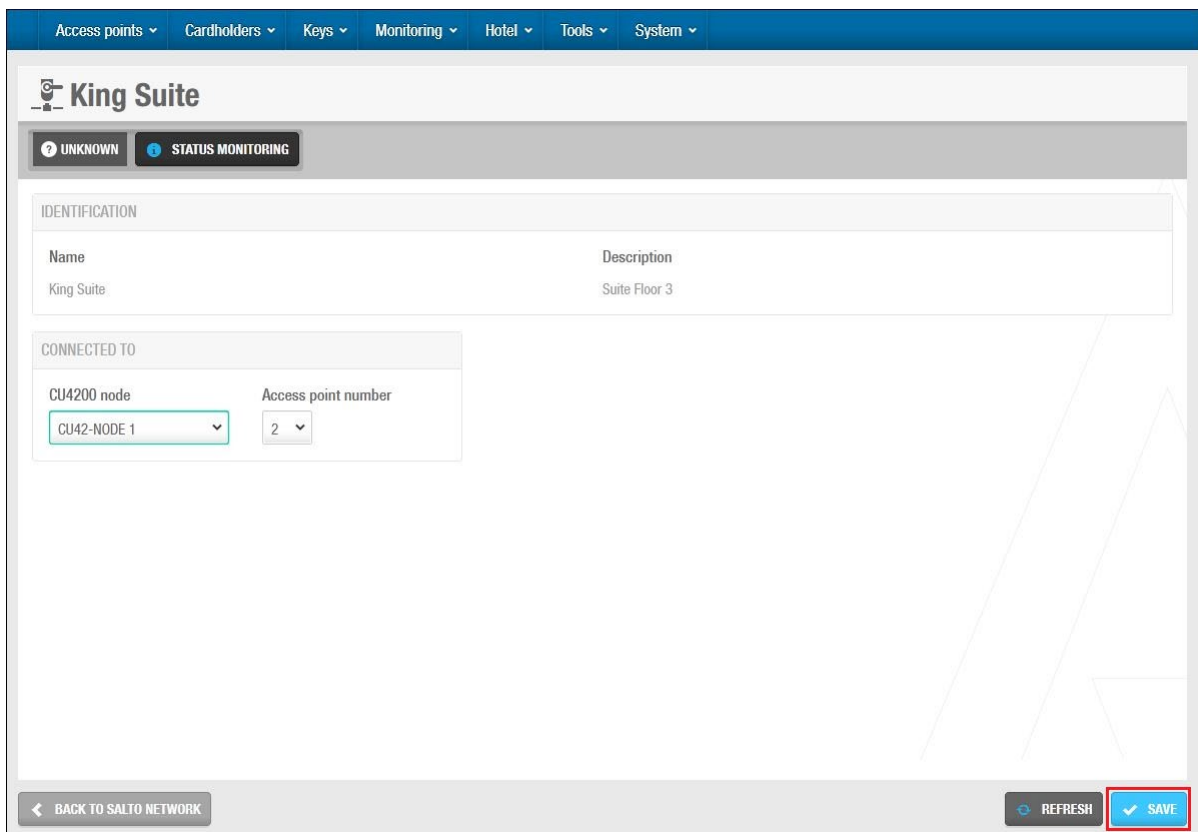 Access points Cardholders Keys Monitoring Hotel Tools System
King Suite
UNKNOWN STATUS MONITORING
IDENTIFICATION
Name Description
King Suite Suite Floor 3
CONNECTED TO
CU4200 node Access point number
CU42-NODE 1 2
BACK TO SALTO NETWORK REFRESH SAVE